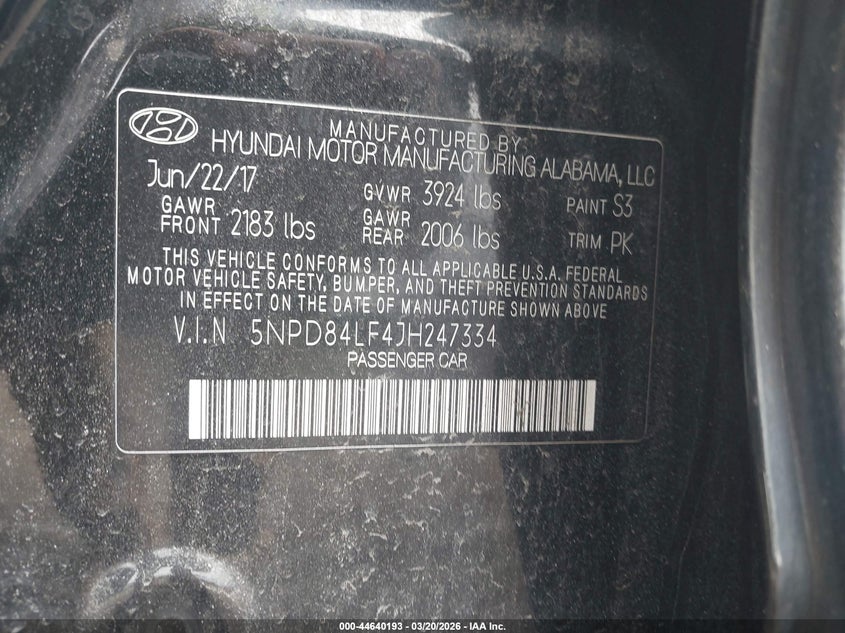 MANUFACTURED BY
HYUNDAI MOTOR MANUFACTURING ALABAMA, LLC
Jun/22/17 GVWR 3924 lbs PAINT S3
GAWR FRONT 2183 lbs GAWR REAR 2006 lbs TRIM PK
THIS VEHICLE CONFORMS TO ALL APPLICABLE U.S.A. FEDERAL
MOTOR VEHICLE SAFETY, BUMPER, AND THEFT PREVENTION STANDARDS
IN EFFECT ON THE DATE OF MANUFACTURE SHOWN ABOVE
V.I.N 5NPD84LF4JH247334
PASSENGER CAR
000-44640193 - 03/20/2026 - IAA Inc.